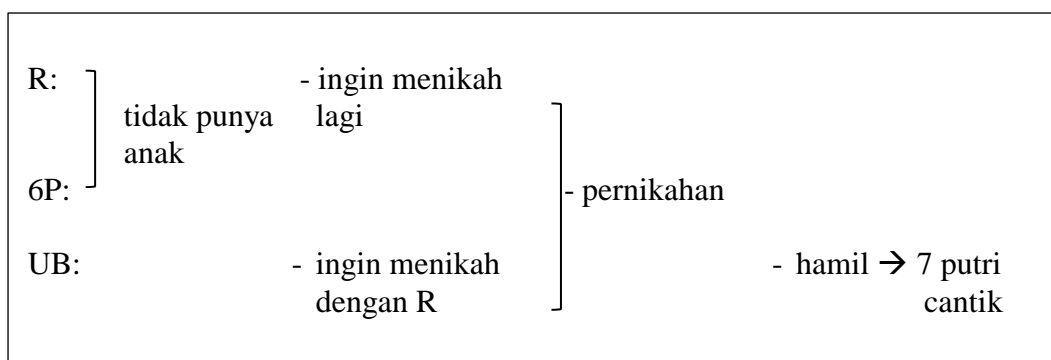 R: - ingin menikah
tidak punya lagi
anak
6P: - pernikahan
UB: - ingin menikah - hamil → 7 putri
dengan R cantik